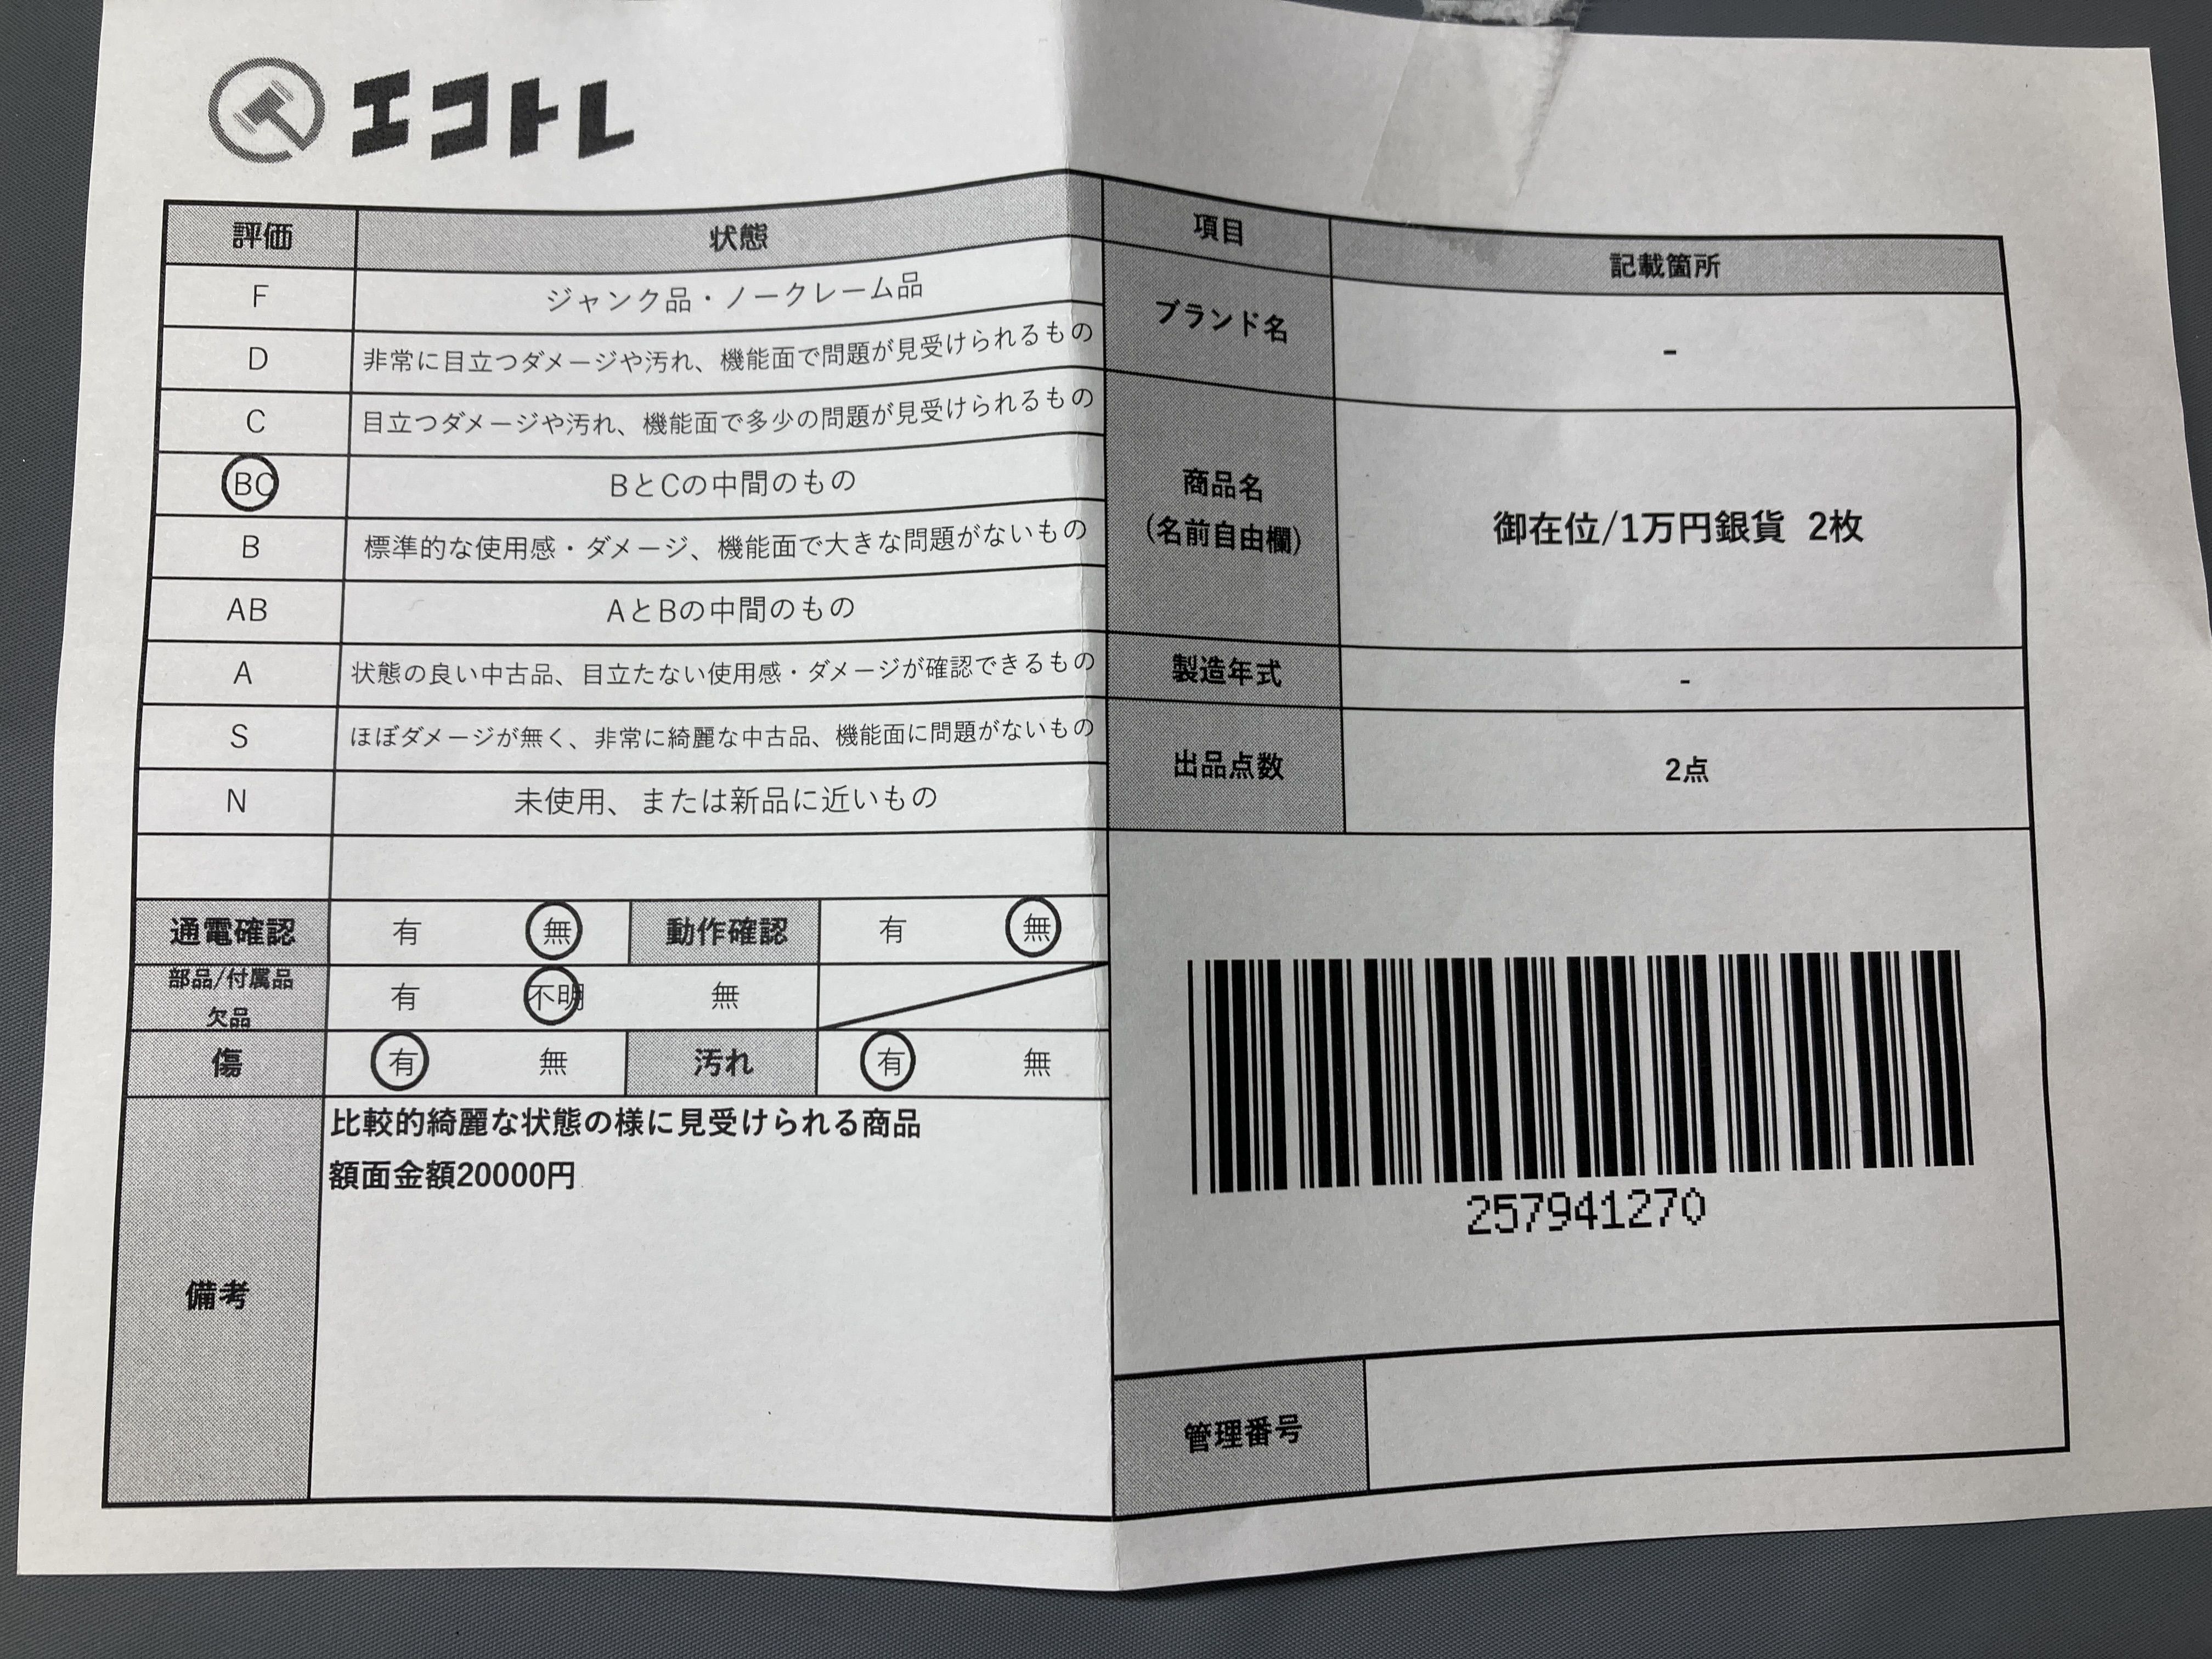 エコトレ
評価 状態
F ジャンク品・ノークレーム品
D 非常に目立つダメージや汚れ、機能面で問題が見受けられるもの
C 目立つダメージや汚れ、機能面で多少の問題が見受けられるもの
BC BとCの中間のもの
B 標準的な使用感・ダメージ、機能面で大きな問題がないもの
AB AとBの中間のもの
A 状態の良い中古品、目立たない使用感・ダメージが確認できるもの
S ほぼダメージが無く、非常に綺麗な中古品、機能面に問題がないもの
N 未使用、または新品に近いもの
通電確認 有 無 動作確認 有 無
部品/付属品
欠品 有 不明 無
傷 有 無 汚れ 有 無
備考
比較的綺麗な状態の様に見受けられる商品
額面金額20000円
項目 記載箇所
ブランド名 -
商品名
(名前自由欄)
御在位/1万円銀貨 2枚
製造年式 -
出品点数 2点
257941270
管理番号